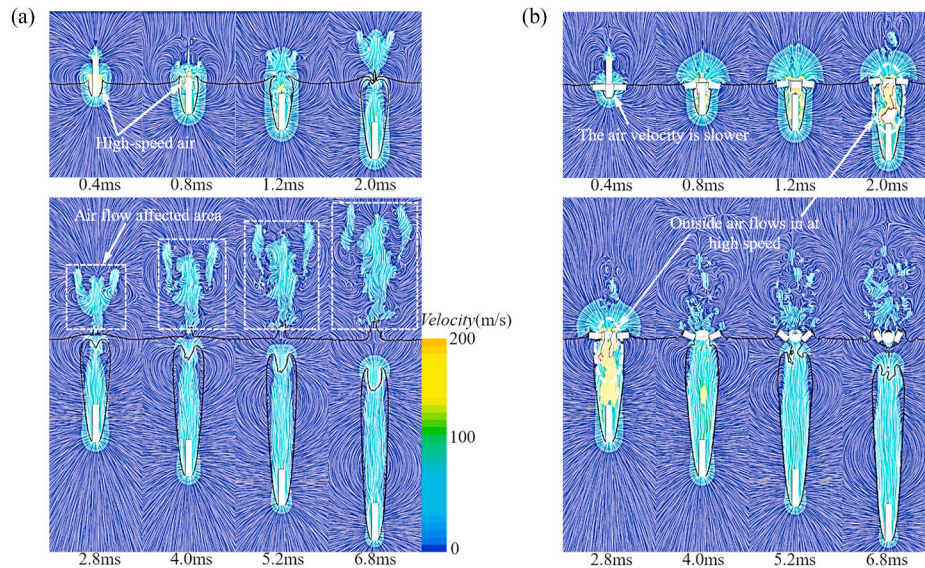 (a)
High-speed air
0.4ms 0.8ms 1.2ms 2.0ms
Air flow affected area
Velocity(m/s)
200
100
0
2.8ms 4.0ms 5.2ms 6.8ms
(b)
The air velocity is slower
0.4ms 0.8ms 1.2ms 2.0ms
Outside air flows in at
high speed
2.8ms 4.0ms 5.2ms 6.8ms